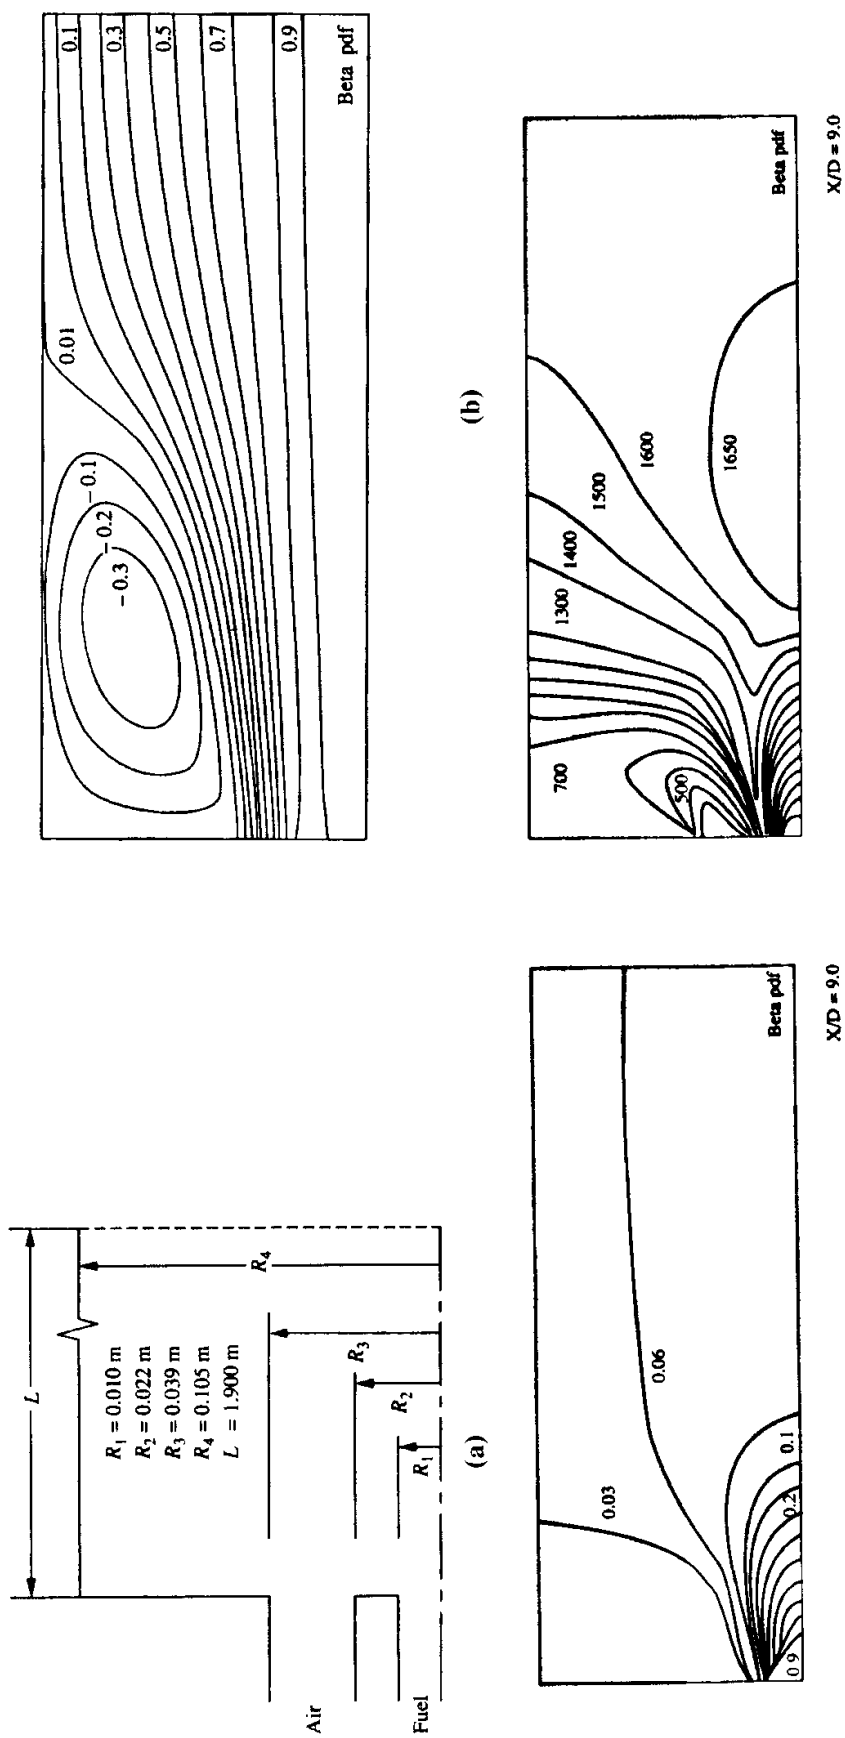 L
R1 = 0.010 m
R2 = 0.022 m
R3 = 0.039 m
R4 = 0.105 m
L = 1.900 m
R4
R3
R2
R1
Air
Fuel
(a)
0.01
0.1
0.3
0.5
0.7
0.9
− 0.1
− 0.2
− 0.3
Beta pdf
(b)
0.03
0.06
0.1
0.2
0 9
Beta pdf
X/D = 9.0
700
500
1300
1400
1500
1600
1650
Beta pdf
X/D = 9.0